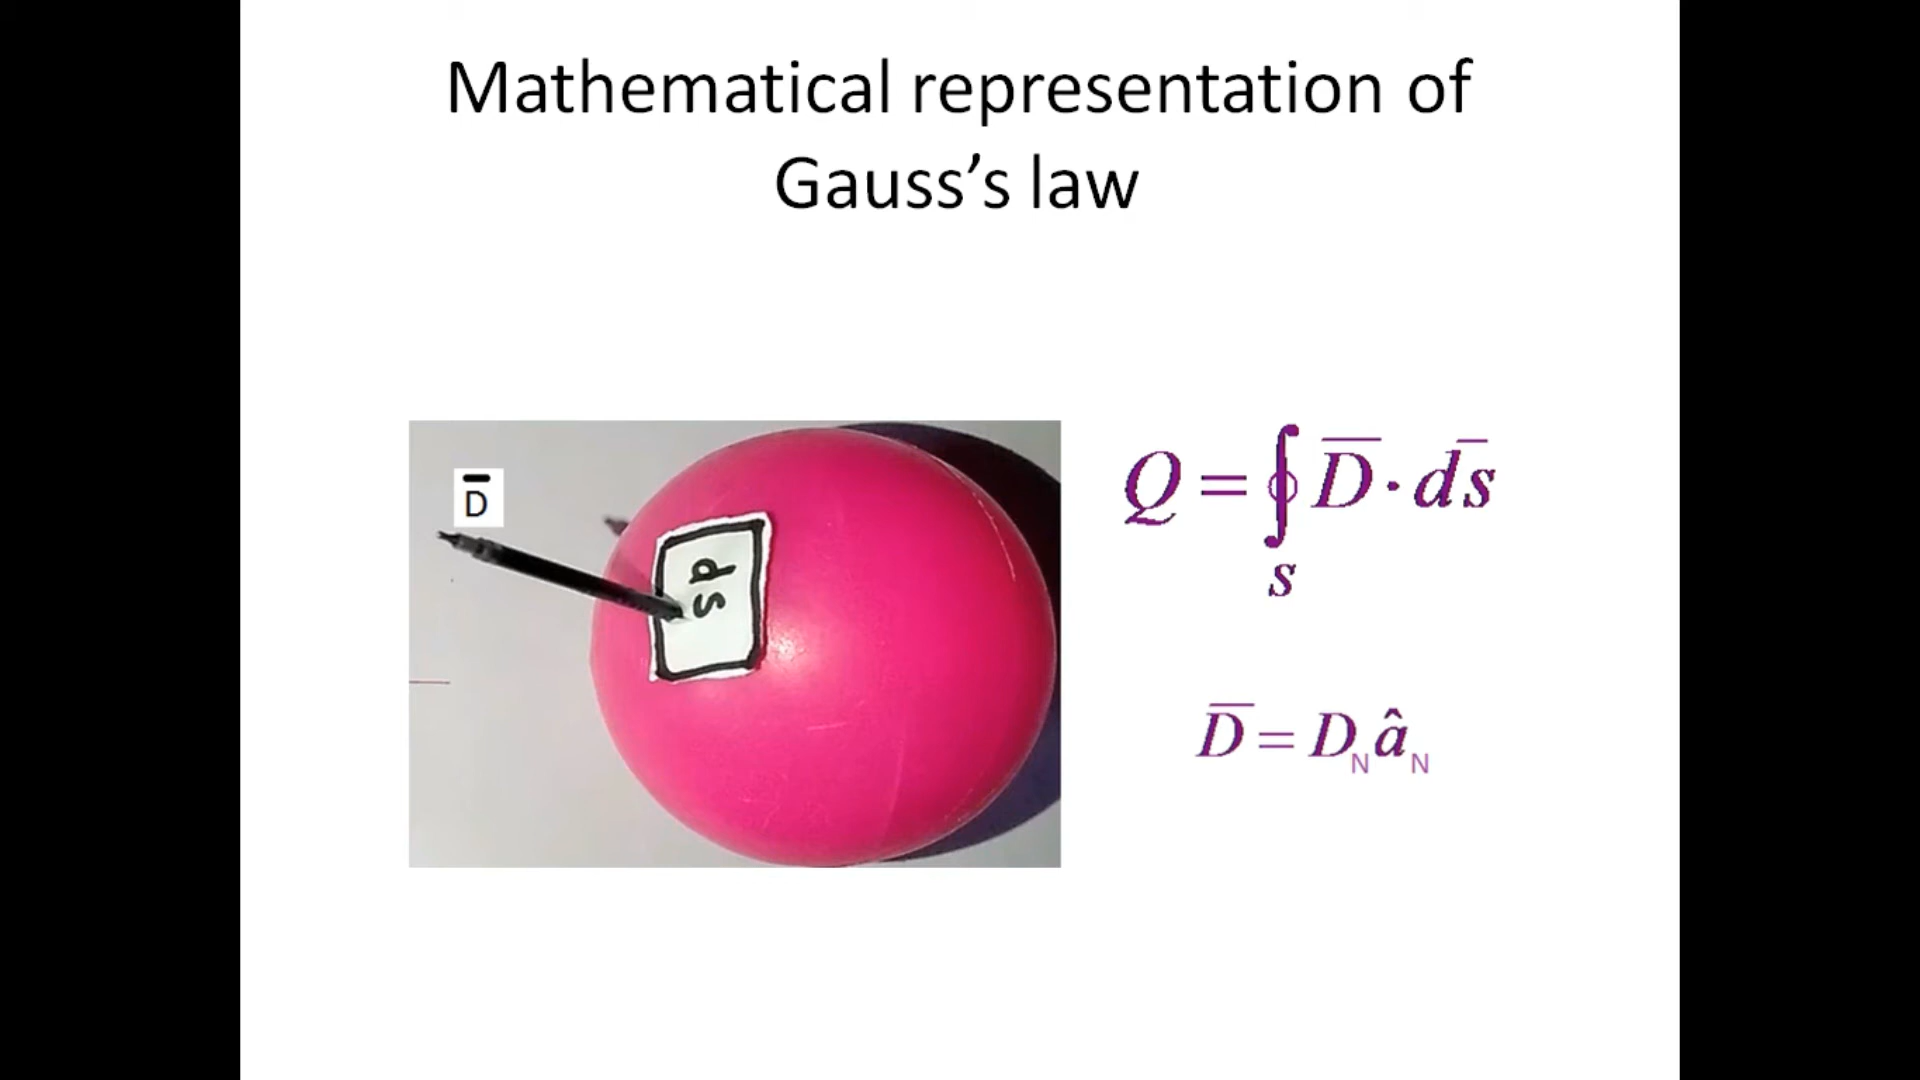 Mathematical representation of
Gauss’s law
D̅
ds
Q = ∮ D̅ · ds̅
s
D̅ = D_N â_N